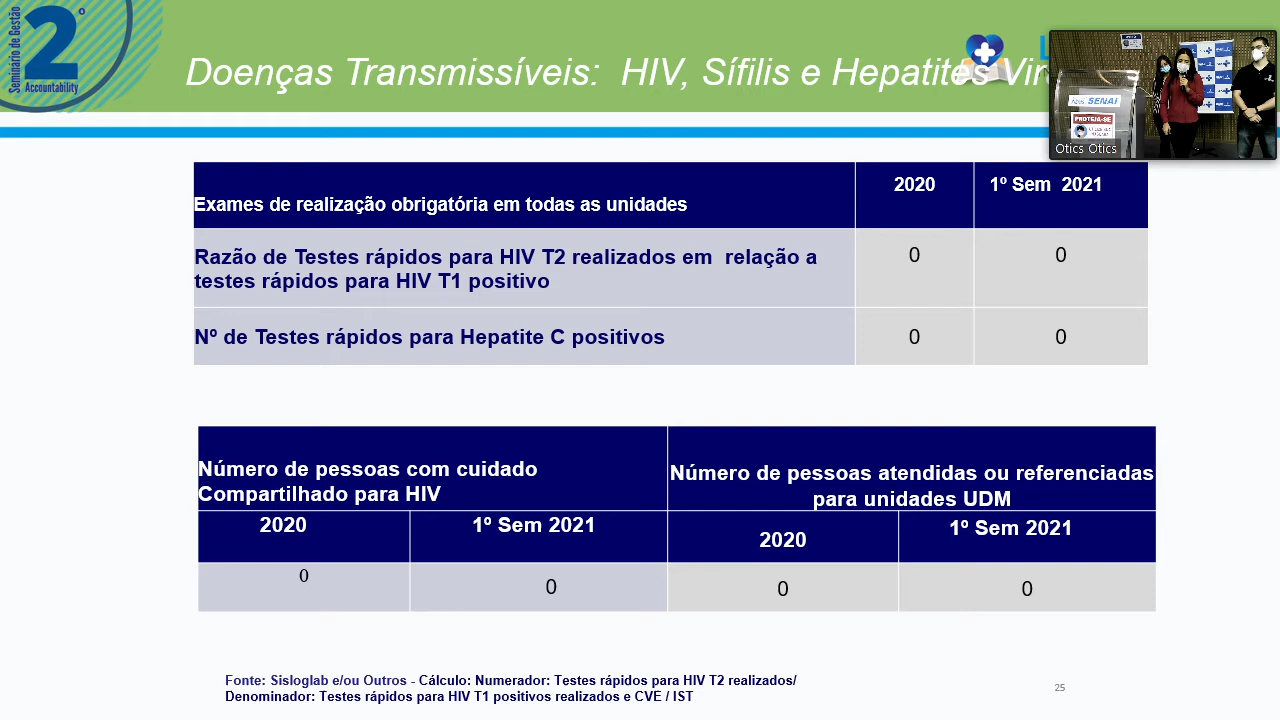 Seminário de Gestão
2º
Accountability
Doenças Transmissíveis: HIV, Sífilis e Hepatites
SENAI
PROTEJA-SE
Otics Otics
Exames de realização obrigatória em todas as unidades
2020
1º Sem 2021
Razão de Testes rápidos para HIV T2 realizados em relação a
testes rápidos para HIV T1 positivo
0
0
Nº de Testes rápidos para Hepatite C positivos
0
0
Número de pessoas com cuidado
Compartilhado para HIV
Número de pessoas atendidas ou referenciadas
para unidades UDM
2020
1º Sem 2021
2020
1º Sem 2021
0
0
0
0
Fonte: Sisloglab e/ou Outros - Cálculo: Numerador: Testes rápidos para HIV T2 realizados/
Denominador: Testes rápidos para HIV T1 positivos realizados e CVE / IST
25